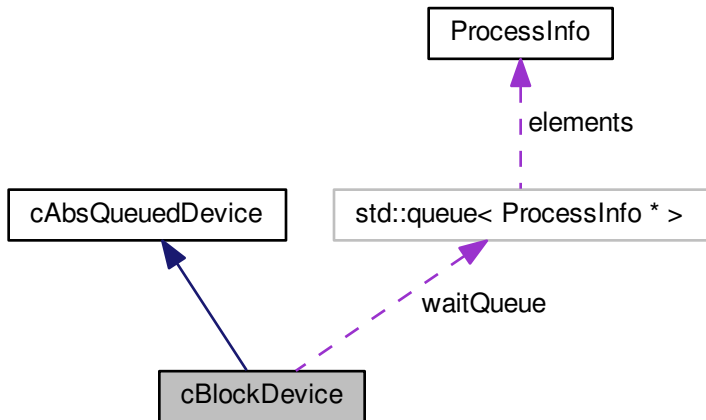 ProcessInfo
elements
cAbsQueuedDevice
std::queue< ProcessInfo * >
waitQueue
cBlockDevice